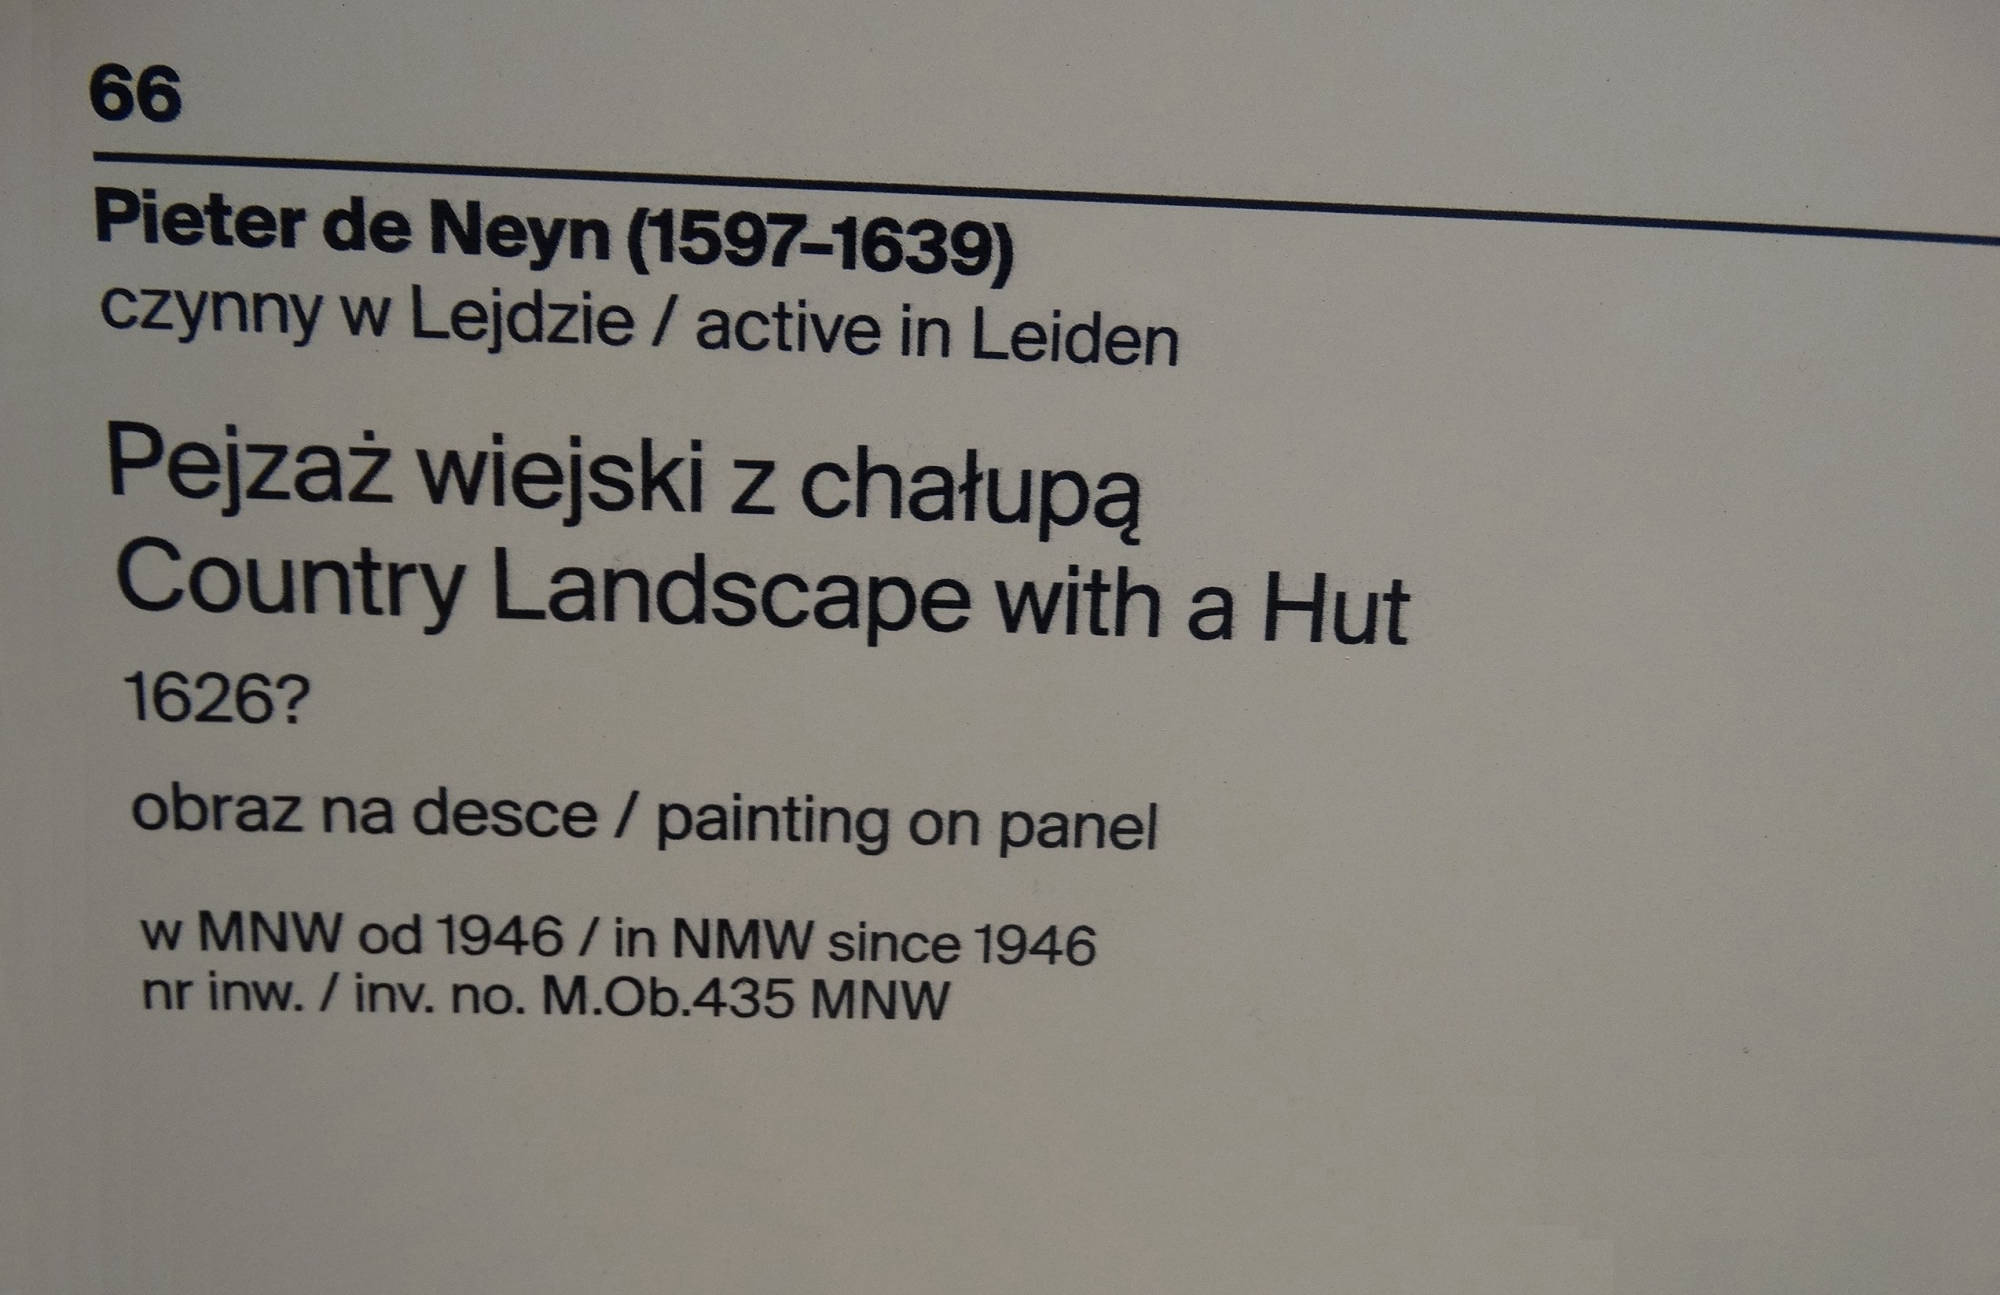 66
Pieter de Neyn (1597–1639)
czynny w Lejdzie / active in Leiden
Pejzaż wiejski z chałupą
Country Landscape with a Hut
1626?
obraz na desce / painting on panel
w MNW od 1946 / in NMW since 1946
nr inw. / inv. no. M.Ob.435 MNW